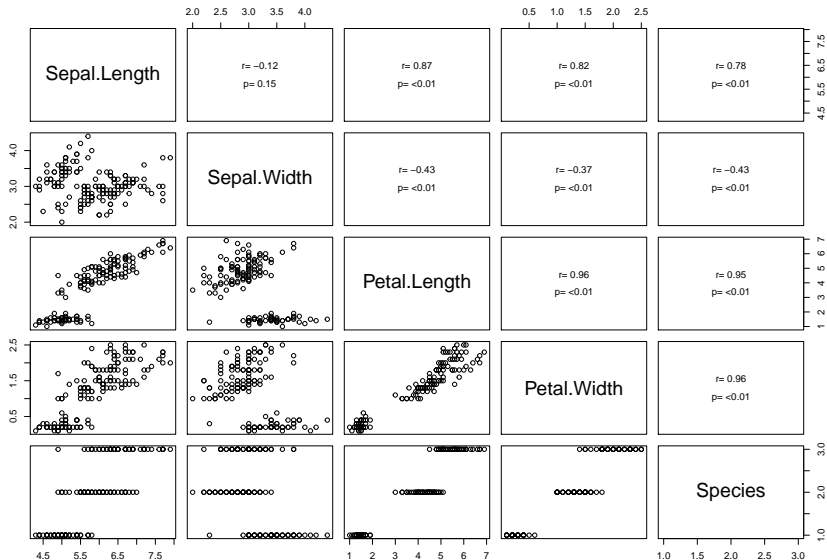 2.0 2.5 3.0 3.5 4.0
0.5 1.0 1.5 2.0 2.5
Sepal.Length
r= −0.12
p= 0.15
r= 0.87
p= <0.01
r= 0.82
p= <0.01
r= 0.78
p= <0.01
4.5 5.5 6.5 7.5
2.0 3.0 4.0
Sepal.Width
r= −0.43
p= <0.01
r= −0.37
p= <0.01
r= −0.43
p= <0.01
Petal.Length
r= 0.96
p= <0.01
r= 0.95
p= <0.01
1 2 3 4 5 6 7
0.5 1.5 2.5
Petal.Width
r= 0.96
p= <0.01
Species
1.0 2.0 3.0
4.5 5.5 6.5 7.5
1 2 3 4 5 6 7
1.0 1.5 2.0 2.5 3.0